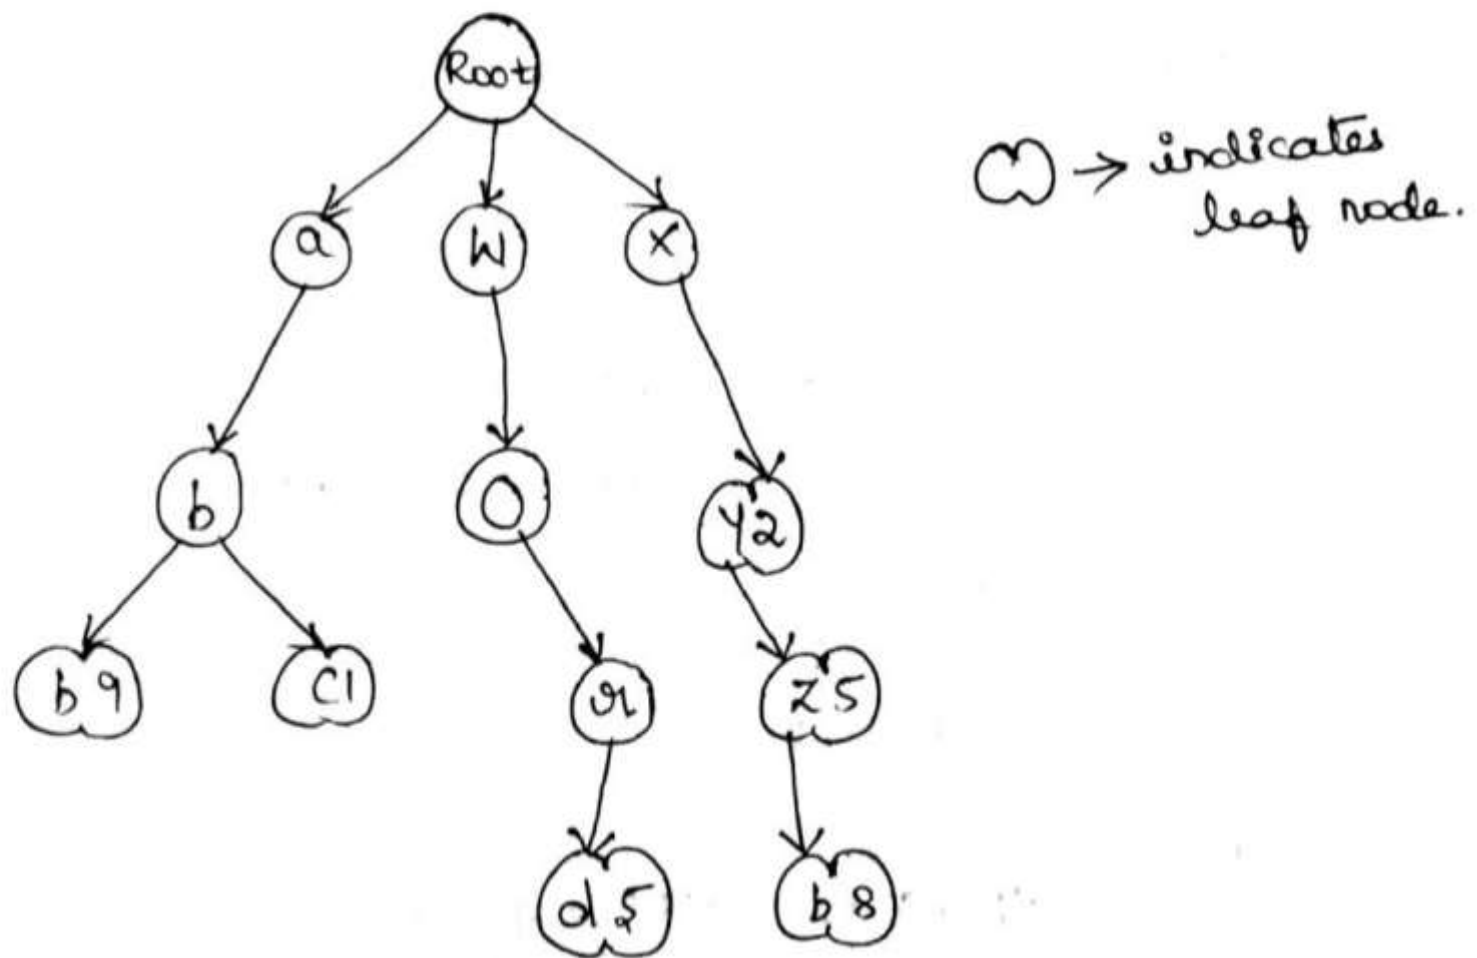 Root
a W X
→ indicates
leaf node.
b O Y2
b9 C1 r Z5
d5 b8